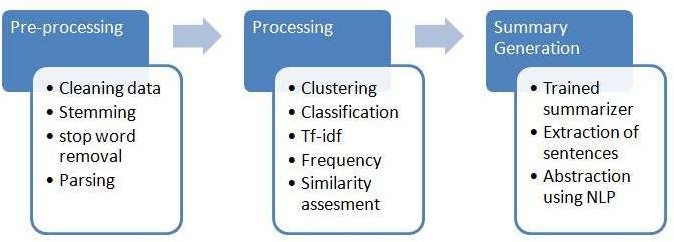 Pre-processing
• Cleaning data
• Stemming
• stop word
removal
• Parsing
Processing
• Clustering
• Classification
• Tf-idf
• Frequency
• Similarity
assesment
Summary
Generation
• Trained
summarizer
• Extraction of
sentences
• Abstraction
using NLP